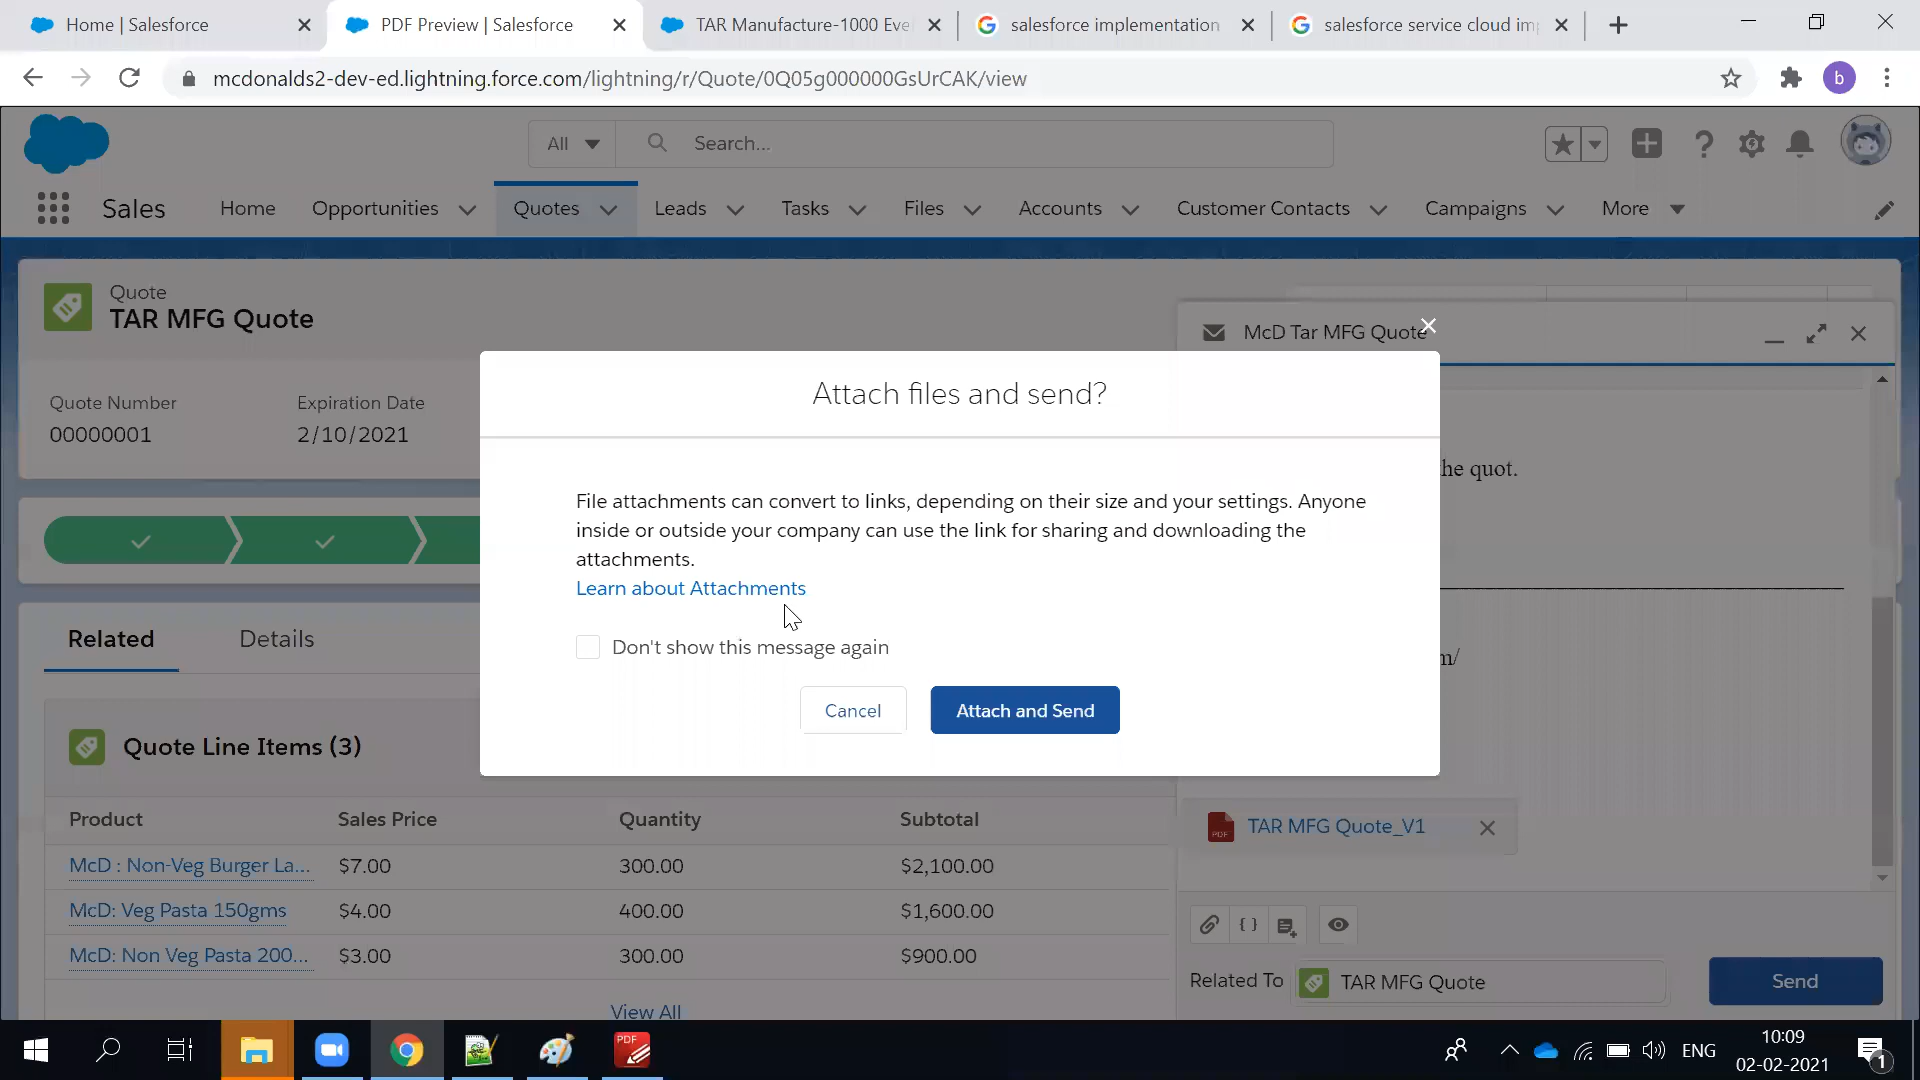 Home | Salesforce
PDF Preview | Salesforce
TAR Manufacture-1000 Eve
salesforce implementation
salesforce service cloud im
mcdonalds2-dev-ed.lightning.force.com/lightning/r/Quote/0Q05g000000GsUrCAK/view
b
All
Search...
Sales
Home
Opportunities
Quotes
Leads
Tasks
Files
Accounts
Customer Contacts
Campaigns
More
Quote
TAR MFG Quote
Quote Number
00000001
Expiration Date
2/10/2021
McD Tar MFG Quote
he quot.
m/
Attach files and send?
File attachments can convert to links, depending on their size and your settings. Anyone
inside or outside your company can use the link for sharing and downloading the
attachments.
Learn about Attachments
Don't show this message again
Cancel
Attach and Send
Related
Details
Quote Line Items (3)
Product Sales Price Quantity Subtotal
McD : Non-Veg Burger La... $7.00 300.00 $2,100.00
McD: Veg Pasta 150gms $4.00 400.00 $1,600.00
McD: Non Veg Pasta 200... $3.00 300.00 $900.00
View All
PDF
TAR MFG Quote_V1
{ }
Related To
TAR MFG Quote
Send
PDF
ENG
10:09
02-02-2021
1